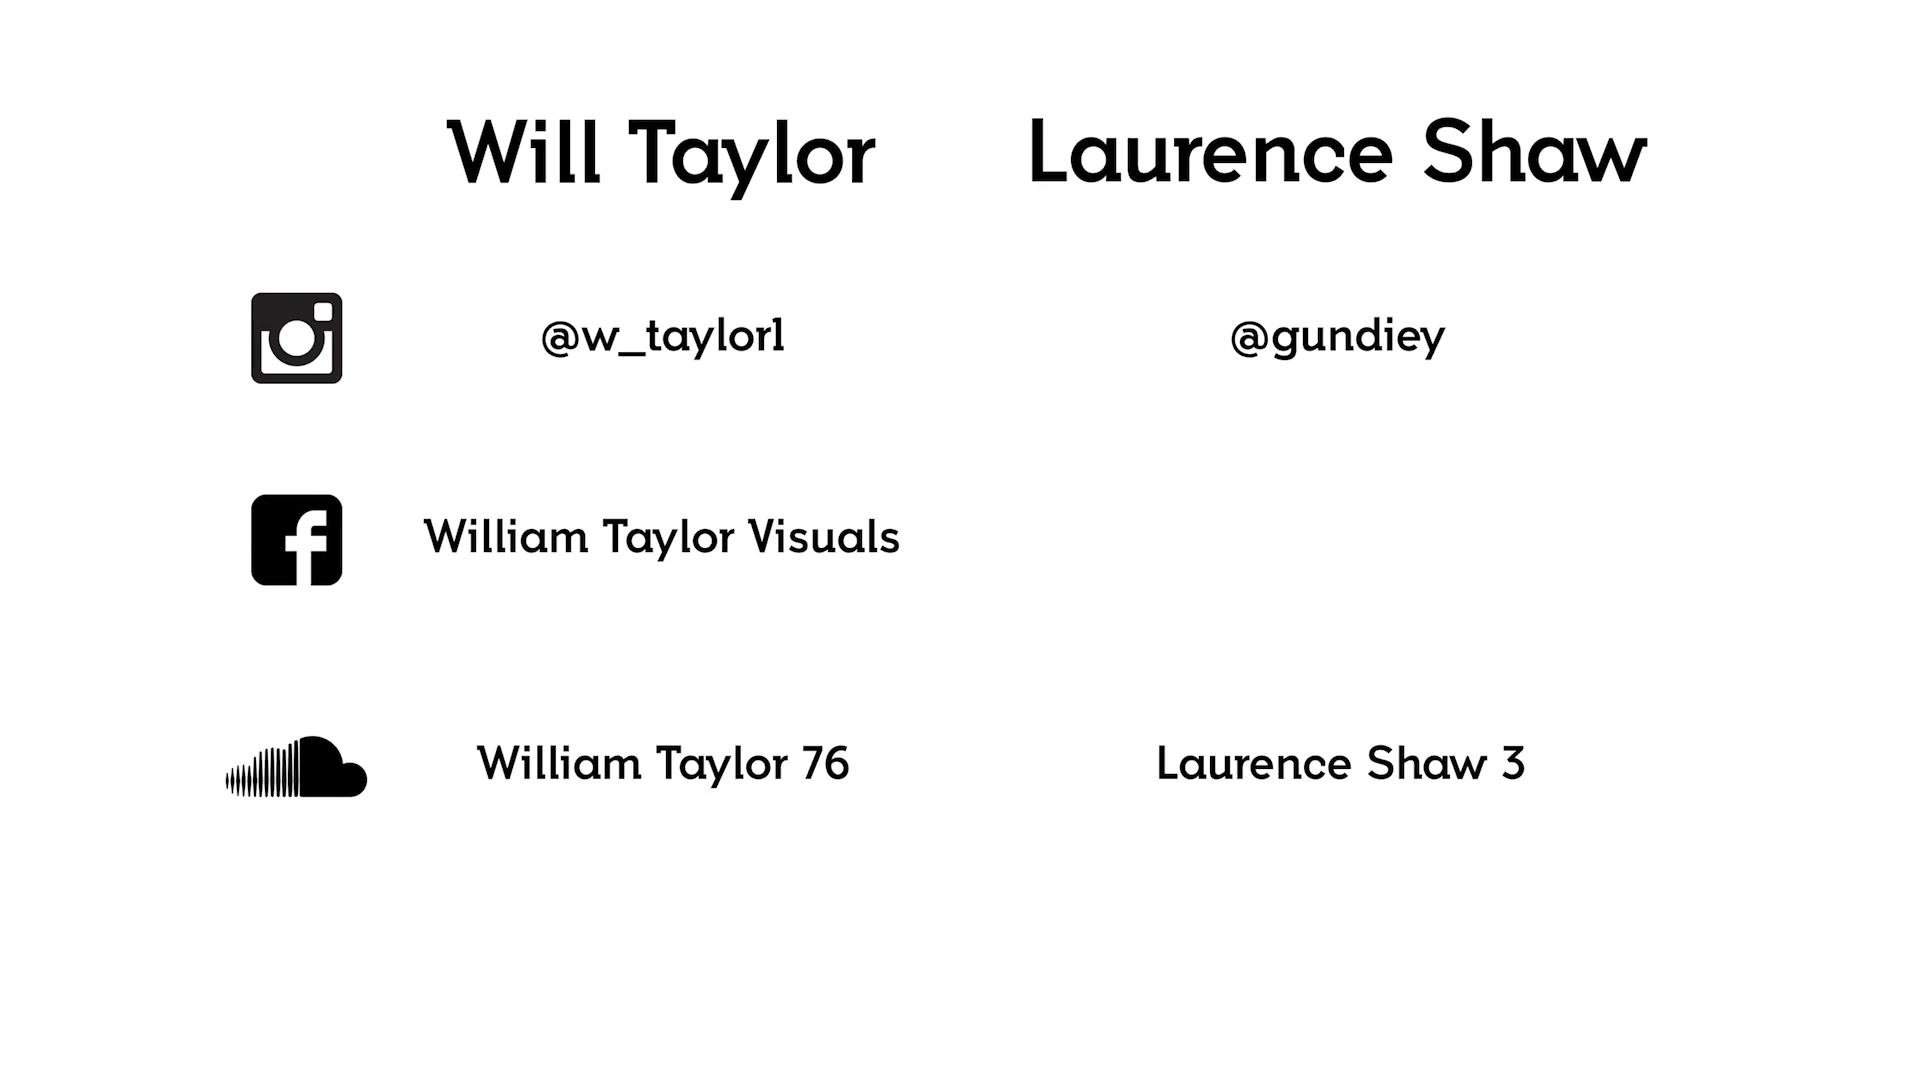 Will Taylor
Laurence Shaw
@w_taylor1
@gundiey
William Taylor Visuals
William Taylor 76
Laurence Shaw 3